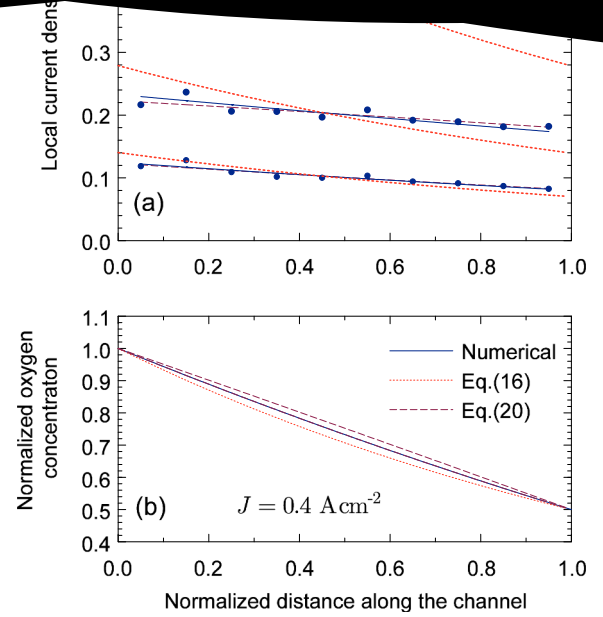 Local current
0.3
0.2
0.1
0.0
(a)
0.0 0.2 0.4 0.6 0.8 1.0
Normalized oxygen
concentraton
1.1
1.0
0.9
0.8
0.7
0.6
0.5
0.4
Numerical
Eq.(16)
Eq.(20)
(b) J = 0.4 Acm-2
0.0 0.2 0.4 0.6 0.8 1.0
Normalized distance along the channel